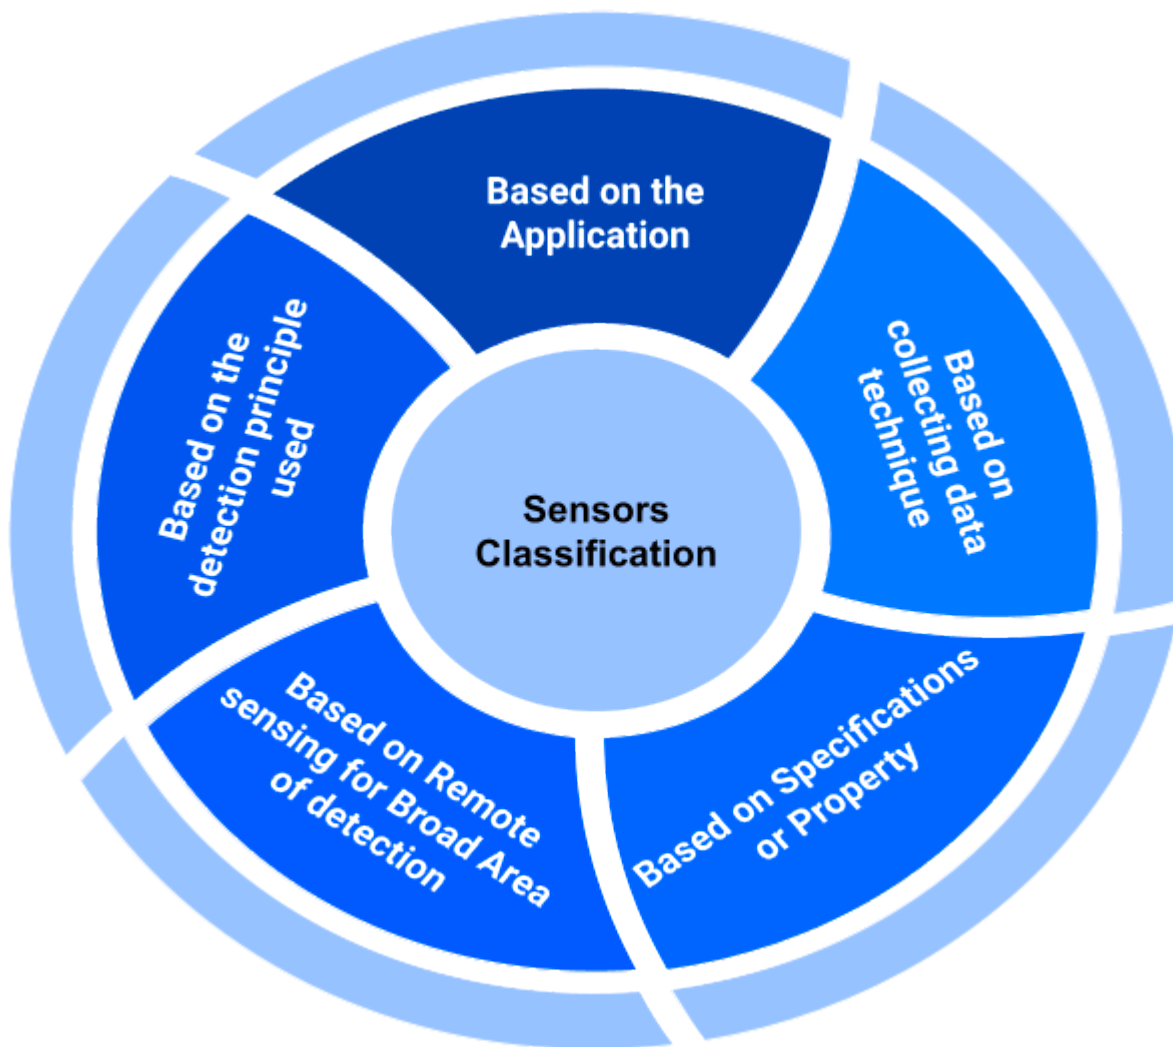 Based on the
Application
Based on
collecting data
technique
Based on Specifications
or Property
Based on Remote
sensing for Broad Area
of detection
Based on the
detection principle
used
Sensors
Classification